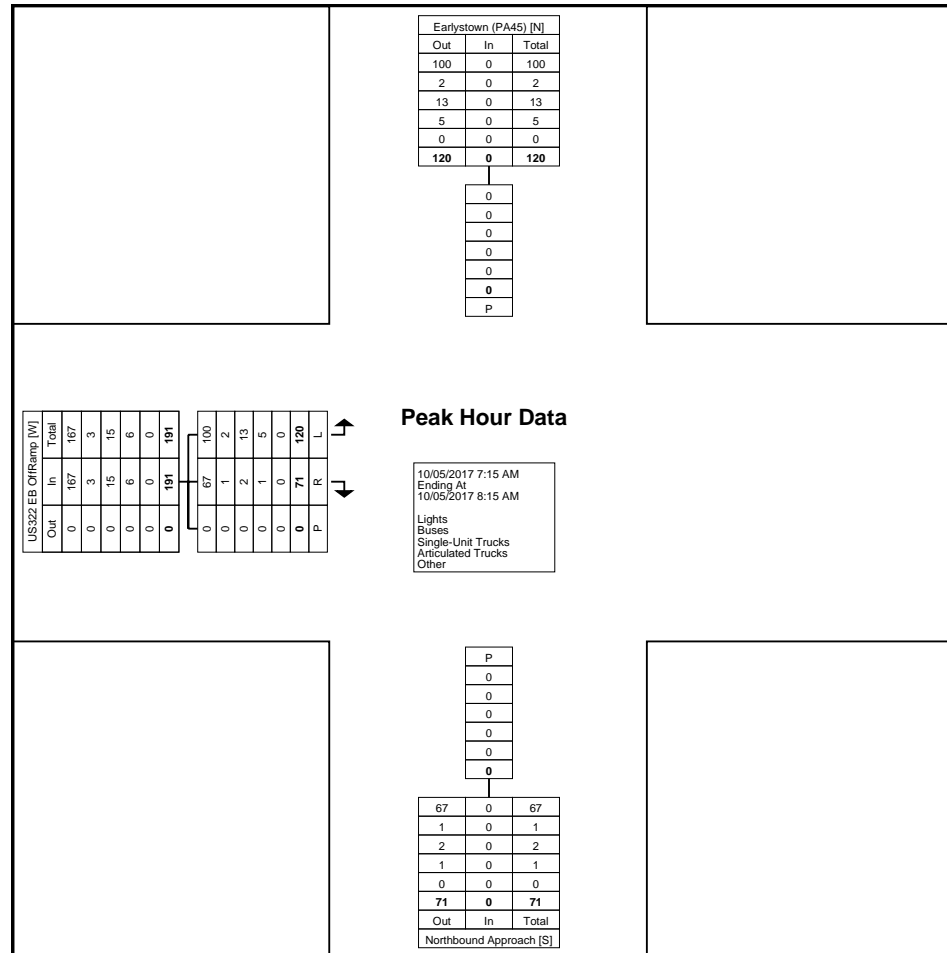 Earlystown (PA45) [N]
Out In Total
100 0 100
2 0 2
13 0 13
5 0 5
0 0 0
120 0 120
0
0
0
0
0
0
P
US322 EB OffRamp [W]
Out In Total
0 167 167
0 3 3
0 15 15
0 6 6
0 0 0
0 191 191
0 67 100
0 1 2
0 2 13
0 1 5
0 0 0
0 71 120
P R L
Peak Hour Data
10/05/2017 7:15 AM
Ending At
10/05/2017 8:15 AM
Lights
Buses
Single-Unit Trucks
Articulated Trucks
Other
P
0
0
0
0
0
0
67 0 67
1 0 1
2 0 2
1 0 1
0 0 0
71 0 71
Out In Total
Northbound Approach [S]